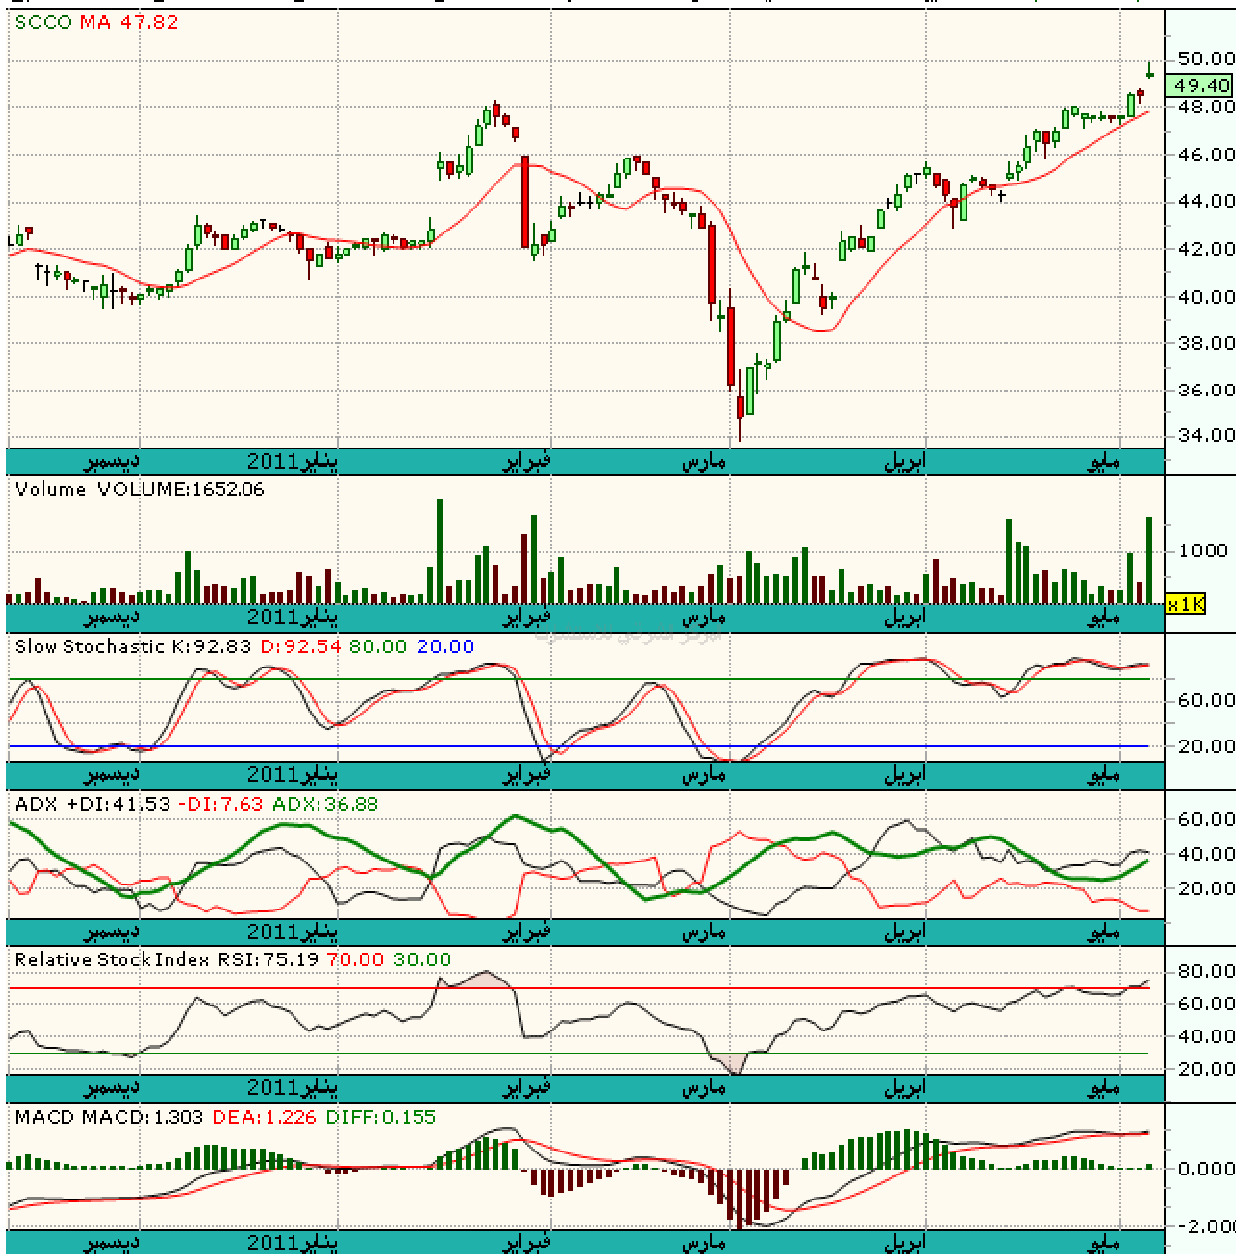 SCCO MA 47.82
50.00
49.40
48.00
46.00
44.00
42.00
40.00
38.00
36.00
34.00
ديسمبر 2011يناير فبراير مارس ابريل مايو
Volume VOLUME:1652.06
1000
x1K
ديسمبر 2011يناير فبراير مارس ابريل مايو
Slow Stochastic K:92.83 D:92.54 80.00 20.00
60.00
20.00
ديسمبر 2011يناير فبراير مارس ابريل مايو
ADX +DI:41.53 -DI:7.63 ADX:36.88
60.00
40.00
20.00
ديسمبر 2011يناير فبراير مارس ابريل مايو
Relative Stock Index RSI:75.19 70.00 30.00
80.00
60.00
40.00
20.00
ديسمبر 2011يناير فبراير مارس ابريل مايو
MACD MACD:1.303 DEA:1.226 DIFF:0.155
0.000
-2.000
ديسمبر 2011يناير فبراير مارس ابريل مايو